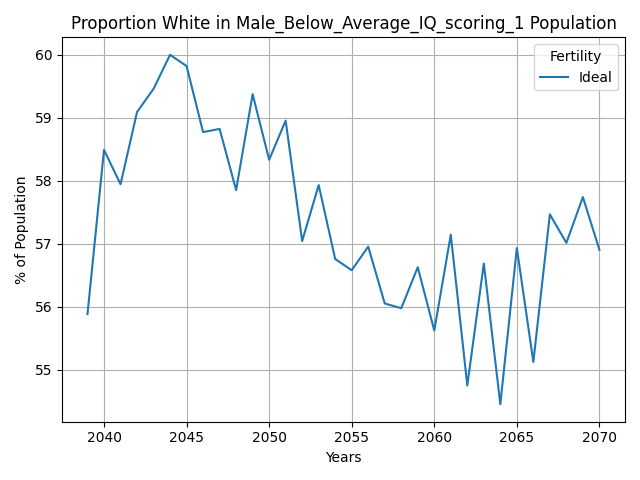 Proportion White in Male_Below_Average_IQ_scoring_1 Population
Fertility
Ideal
% of Population
60
59
58
57
56
55
2040 2045 2050 2055 2060 2065 2070
Years